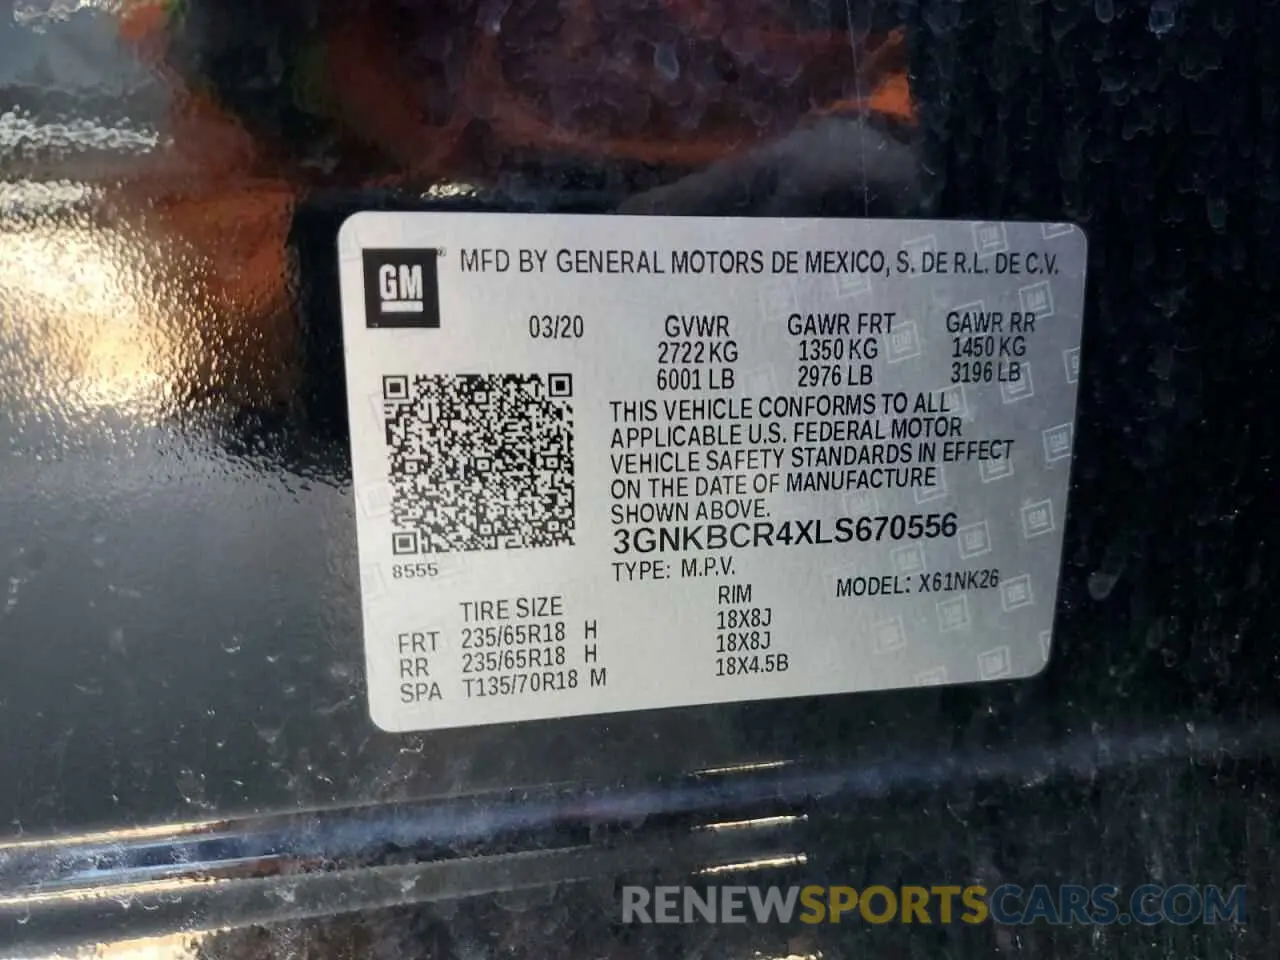 GM ® MFD BY GENERAL MOTORS DE MEXICO, S. DE R.L. DE C.V.
03/20 GVWR GAWR FRT GAWR RR
2722 KG 1350 KG 1450 KG
6001 LB 2976 LB 3196 LB
THIS VEHICLE CONFORMS TO ALL
APPLICABLE U.S. FEDERAL MOTOR
VEHICLE SAFETY STANDARDS IN EFFECT
ON THE DATE OF MANUFACTURE
SHOWN ABOVE.
3GNKBCR4XLS670556
8555 TYPE: M.P.V. MODEL: X61NK26
TIRE SIZE RIM
FRT 235/65R18 H 18X8J
RR 235/65R18 H 18X8J
SPA T135/70R18 M 18X4.5B
RENEWSPORTSCARS.COM